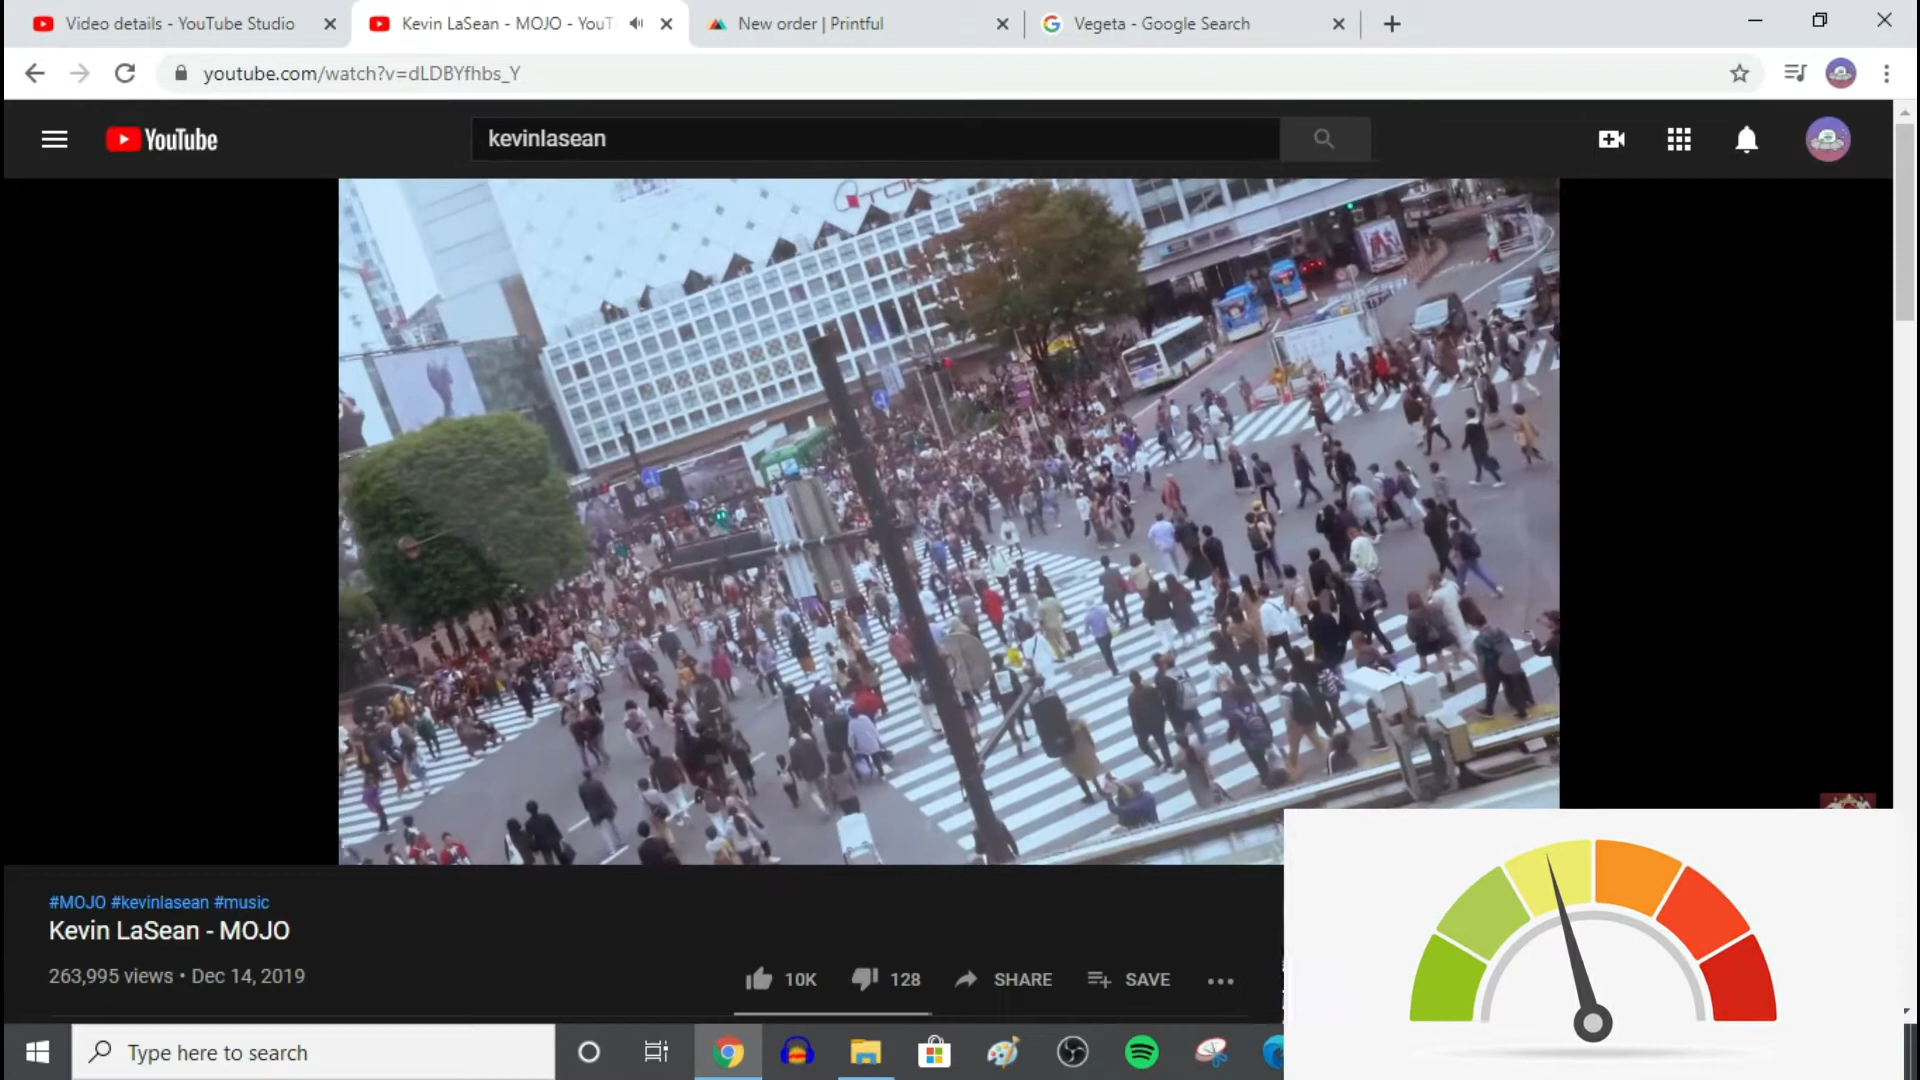 Video details - YouTube Studio
Kevin LaSean - MOJO - YouT
New order | Printful
Vegeta - Google Search
youtube.com/watch?v=dLDBYfhbs_Y
YouTube
kevinlasean
#MOJO #kevinlasean #music
Kevin LaSean - MOJO
263,995 views • Dec 14, 2019
10K
128
SHARE
SAVE
Type here to search